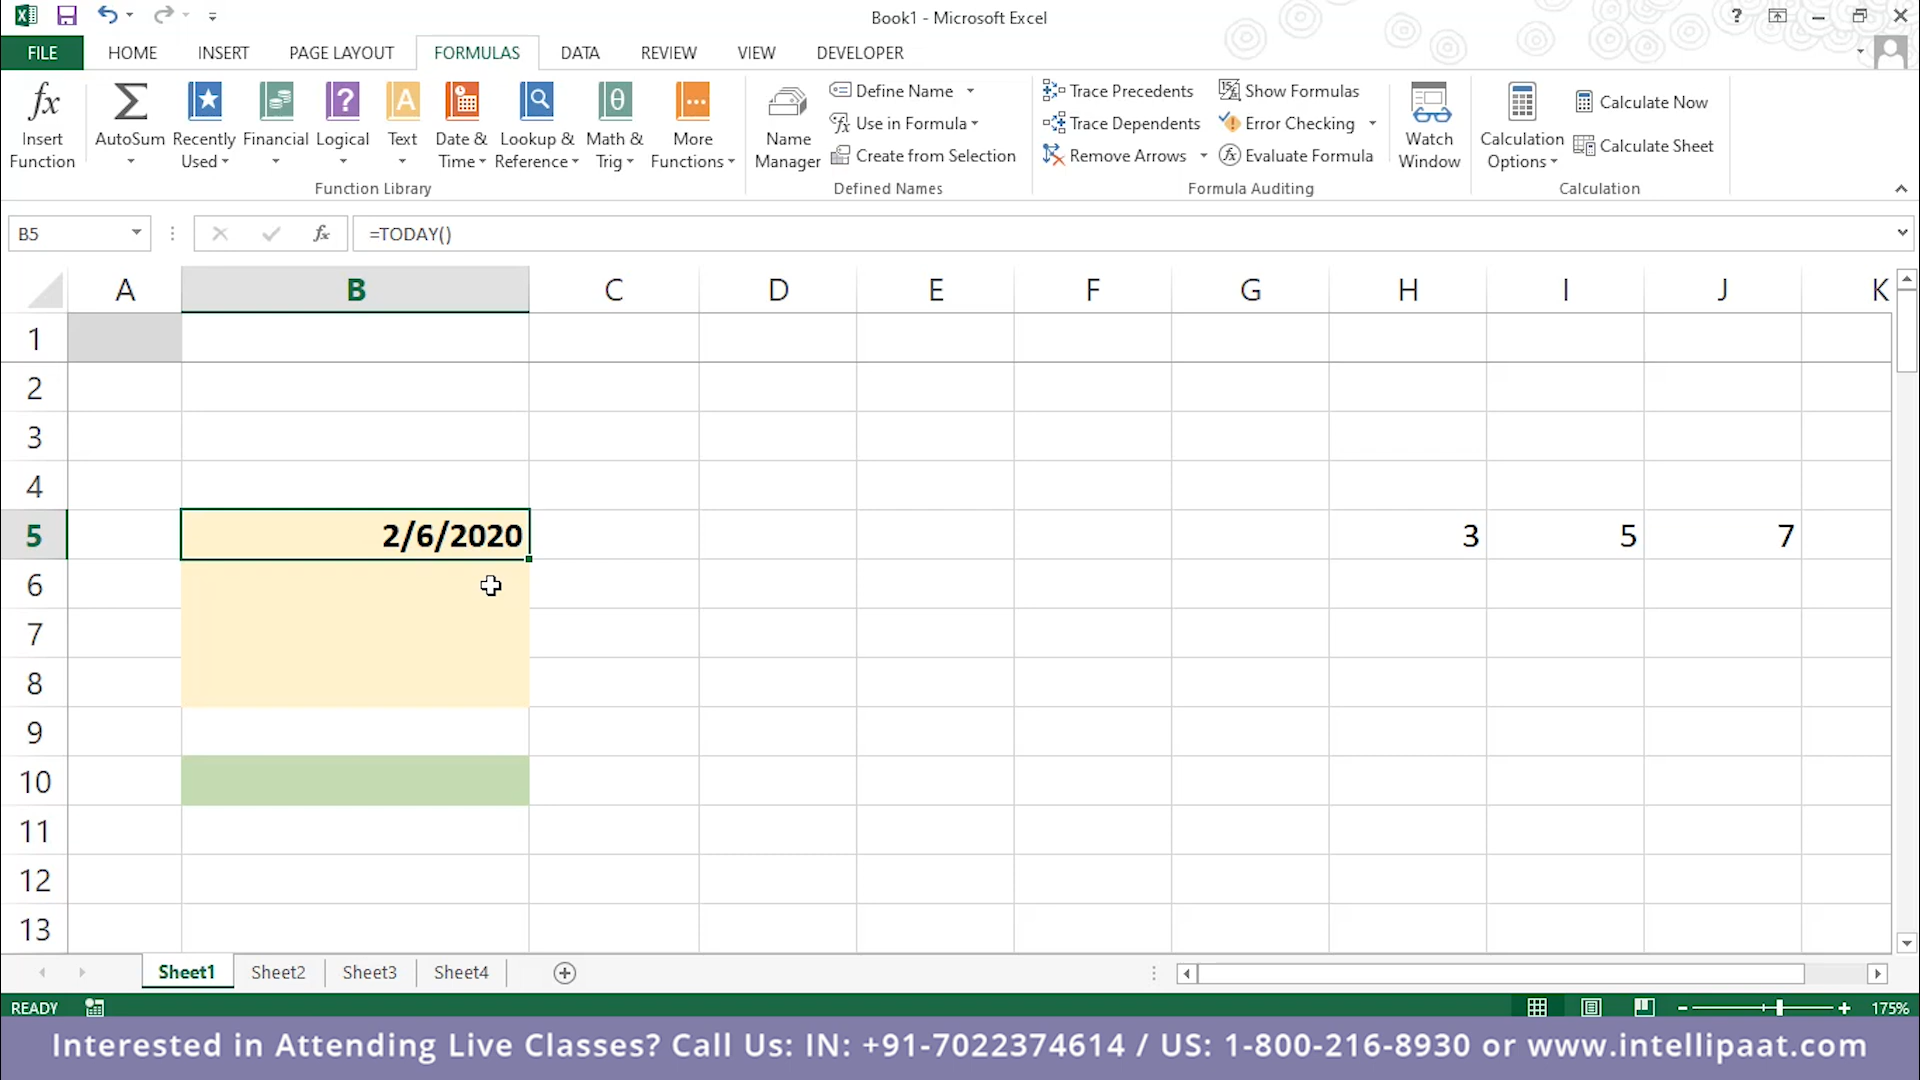 Book1 - Microsoft Excel
?
FILE HOME INSERT PAGE LAYOUT FORMULAS DATA REVIEW VIEW DEVELOPER
fx Insert Function
Σ AutoSum
Recently Used
Financial
? Logical
A Text
Date & Time
Lookup & Reference
θ Math & Trig
More Functions
Function Library
Name Manager
Define Name
Use in Formula
Create from Selection
Defined Names
Trace Precedents
Trace Dependents
Remove Arrows
Show Formulas
Error Checking
Evaluate Formula
Formula Auditing
Watch Window
Calculation Options
Calculate Now
Calculate Sheet
Calculation
B5 fx =TODAY()
A B C D E F G H I J K
1
2
3
4
5 2/6/2020 3 5 7
6
7
8
9
10
11
12
13
Sheet1 Sheet2 Sheet3 Sheet4
READY 175%
Interested in Attending Live Classes? Call Us: IN: +91-7022374614 / US: 1-800-216-8930 or www.intellipaat.com